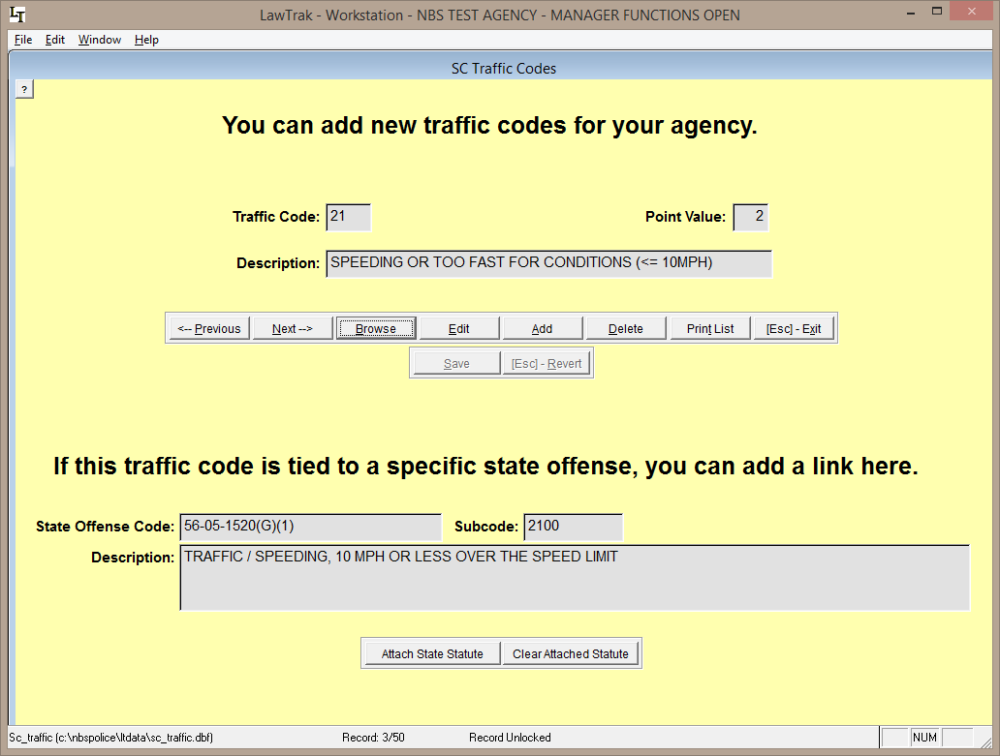 LT LawTrak - Workstation - NBS TEST AGENCY - MANAGER FUNCTIONS OPEN
File Edit Window Help
SC Traffic Codes
?
You can add new traffic codes for your agency.
Traffic Code: 21 Point Value: 2
Description: SPEEDING OR TOO FAST FOR CONDITIONS (<= 10MPH)
<-- Previous Next --> Browse Edit Add Delete Print List [Esc] - Exit
Save [Esc] - Revert
If this traffic code is tied to a specific state offense, you can add a link here.
State Offense Code: 56-05-1520(G)(1) Subcode: 2100
Description: TRAFFIC / SPEEDING, 10 MPH OR LESS OVER THE SPEED LIMIT
Attach State Statute Clear Attached Statute
Sc_traffic (c:\nbspolice\ltdata\sc_traffic.dbf) Record: 3/50 Record Unlocked NUM